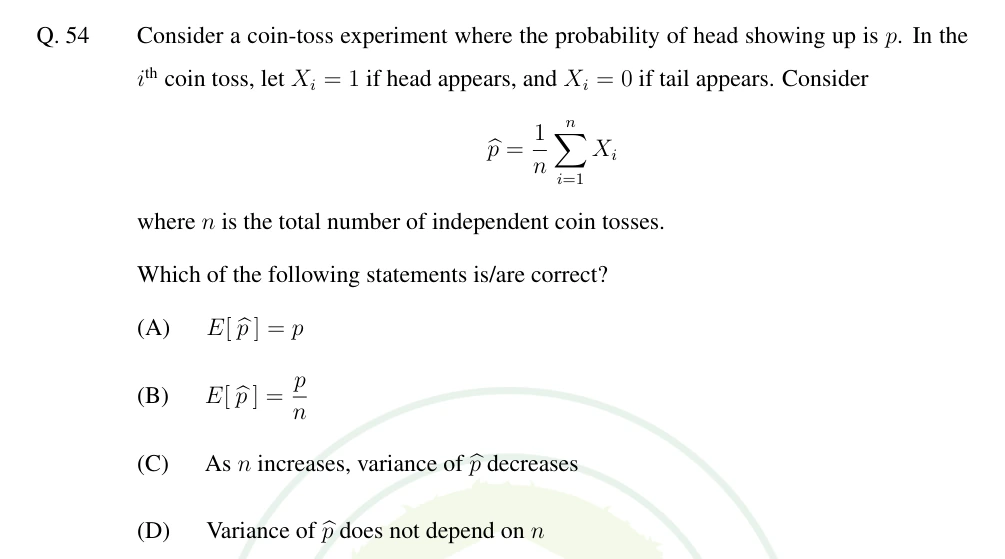 Q. 54 Consider a coin-toss experiment where the probability of head showing up is p. In the
iᵗʰ coin toss, let Xᵢ = 1 if head appears, and Xᵢ = 0 if tail appears. Consider
p̂ = 1/n ∑ᵢ₌₁ⁿ Xᵢ
where n is the total number of independent coin tosses.
Which of the following statements is/are correct?
(A) E[p̂] = p
(B) E[p̂] = p/n
(C) As n increases, variance of p̂ decreases
(D) Variance of p̂ does not depend on n